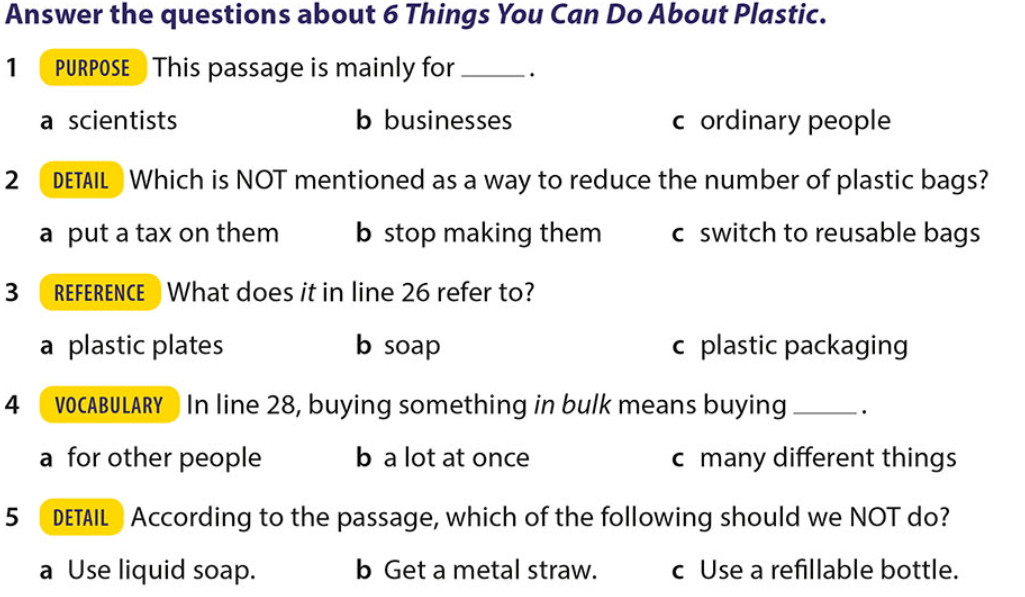 Answer the questions about 6 Things You Can Do About Plastic.
1 PURPOSE This passage is mainly for _____ .
a scientists b businesses c ordinary people
2 DETAIL Which is NOT mentioned as a way to reduce the number of plastic bags?
a put a tax on them b stop making them c switch to reusable bags
3 REFERENCE What does it in line 26 refer to?
a plastic plates b soap c plastic packaging
4 VOCABULARY In line 28, buying something in bulk means buying _____ .
a for other people b a lot at once c many different things
5 DETAIL According to the passage, which of the following should we NOT do?
a Use liquid soap. b Get a metal straw. c Use a refillable bottle.